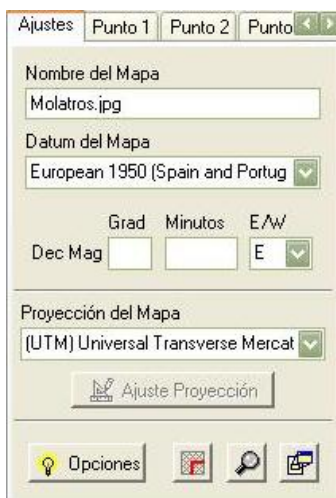 Ajustes Punto 1 Punto 2 Punto
Nombre del Mapa
Molatros.jpg
Datum del Mapa
European 1950 (Spain and Portug
Grad Minutos E/W
Dec Mag E
Proyección del Mapa
(UTM) Universal Transverse Mercat
Ajuste Proyección
Opciones